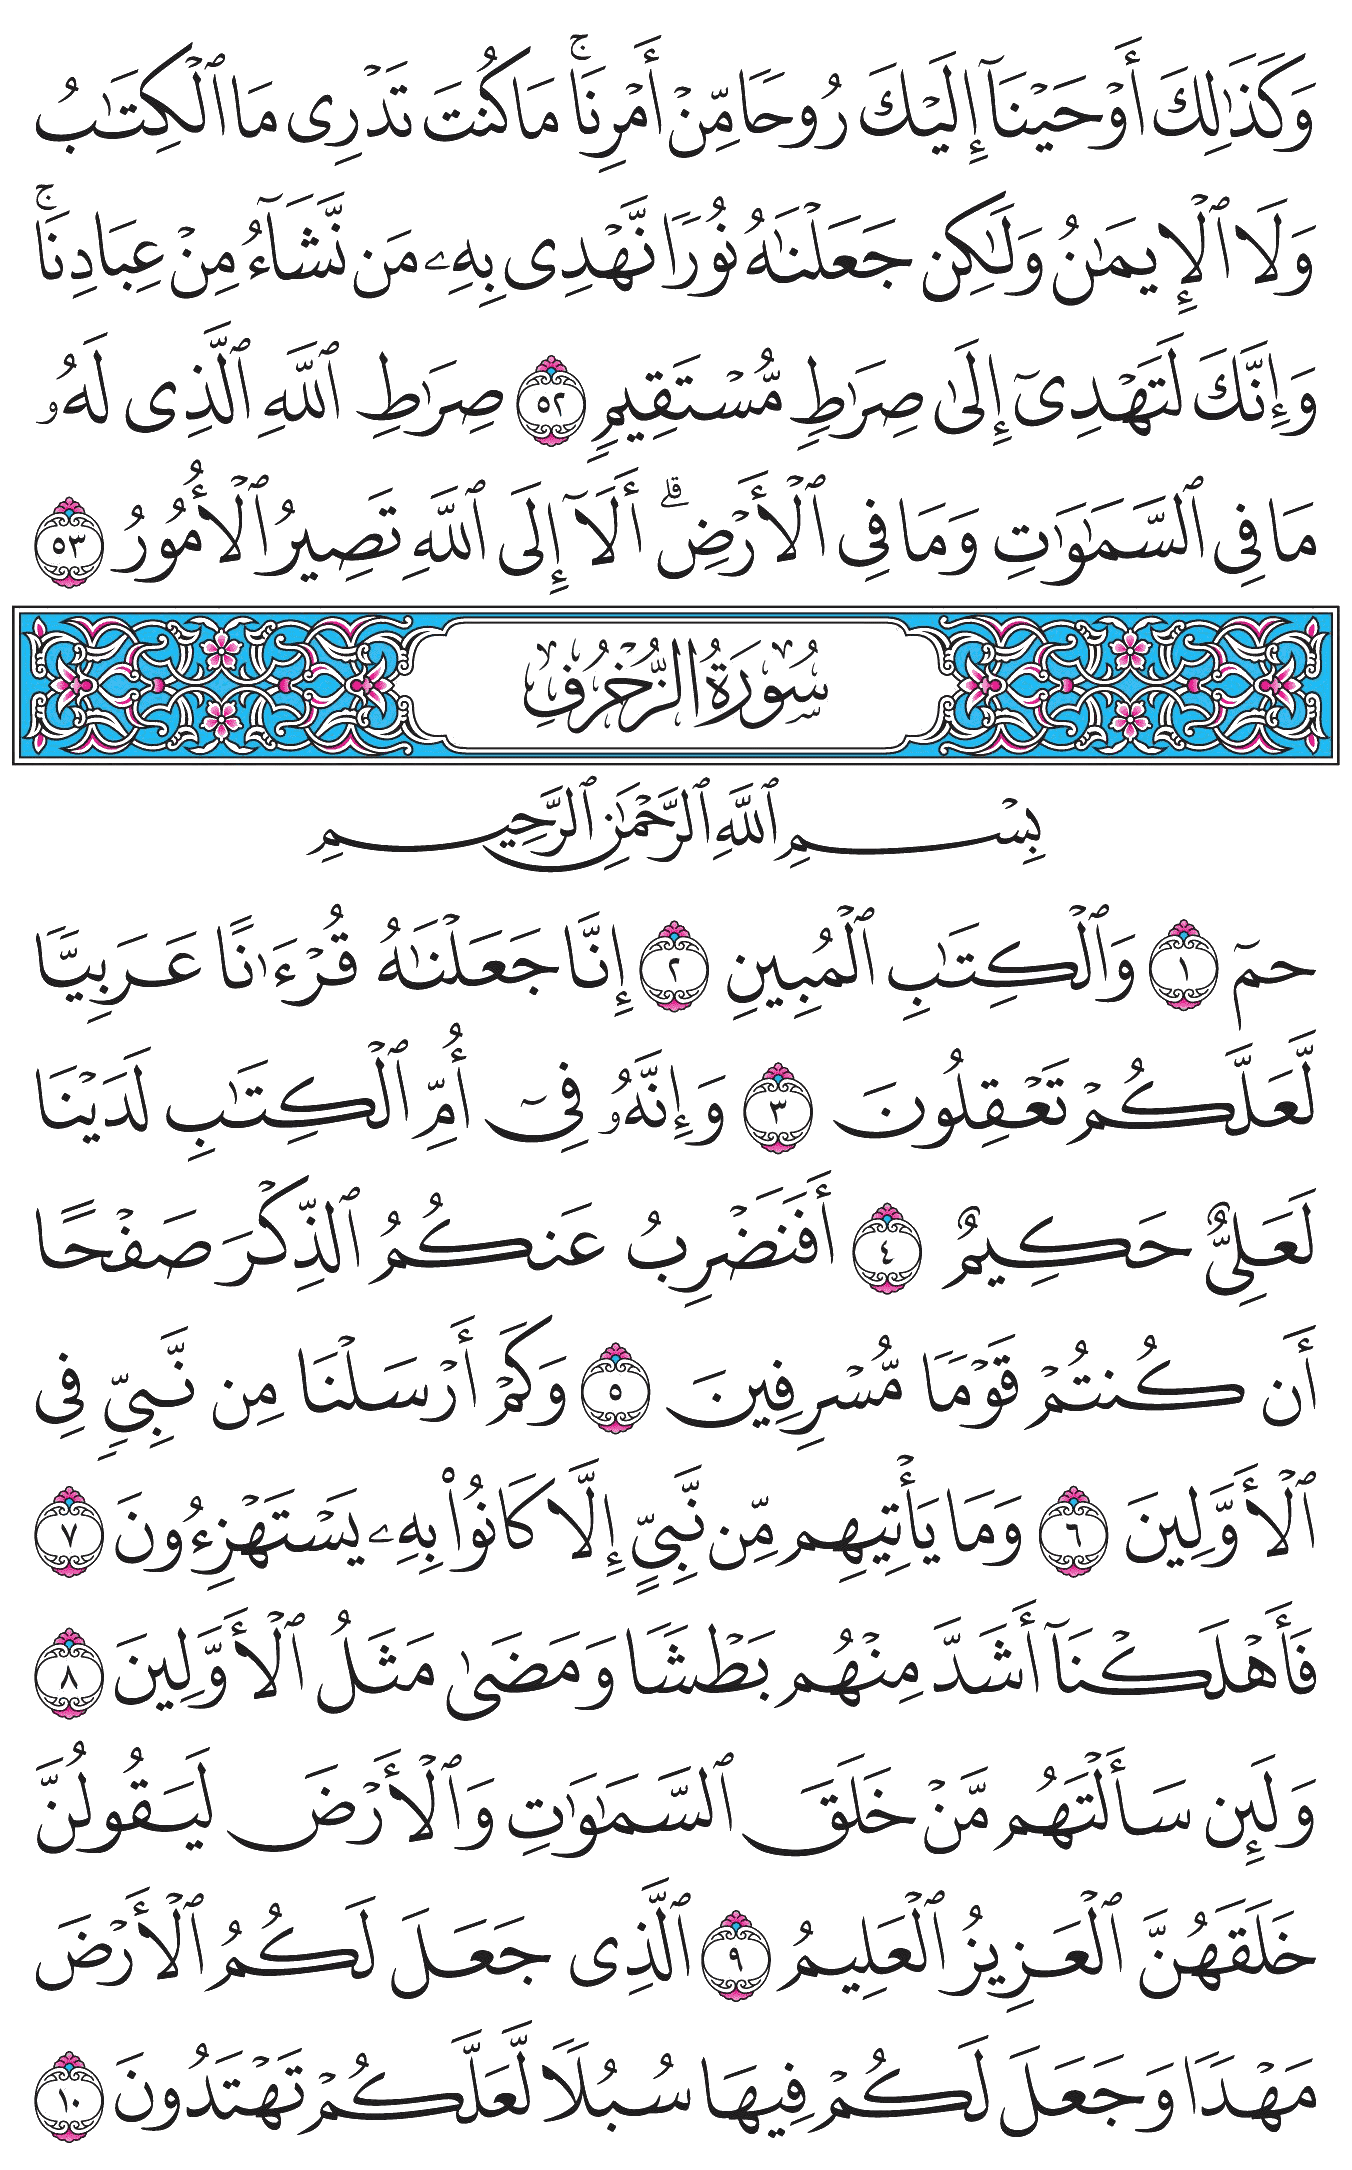 وَكَذَٰلِكَ أَوۡحَيۡنَآ إِلَيۡكَ رُوحٗا مِّنۡ أَمۡرِنَاۚ مَا كُنتَ تَدۡرِي مَا ٱلۡكِتَٰبُ
وَلَا ٱلۡإِيمَٰنُ وَلَٰكِن جَعَلۡنَٰهُ نُورٗا نَّهۡدِي بِهِۦ مَن نَّشَآءُ مِنۡ عِبَادِنَاۚ
وَإِنَّكَ لَتَهۡدِيٓ إِلَىٰ صِرَٰطٖ مُّسۡتَقِيمٖ ٥٢ صِرَٰطِ ٱللَّهِ ٱلَّذِي لَهُۥ
مَا فِي ٱلسَّمَٰوَٰتِ وَمَا فِي ٱلۡأَرۡضِۗ أَلَآ إِلَى ٱللَّهِ تَصِيرُ ٱلۡأُمُورُ ٥٣
سُورَةُ الزُّخْرُفِ
بِسۡمِ ٱللَّهِ ٱلرَّحۡمَٰنِ ٱلرَّحِيمِ
حمٓ ١ وَٱلۡكِتَٰبِ ٱلۡمُبِينِ ٢ إِنَّا جَعَلۡنَٰهُ قُرۡءَٰنًا عَرَبِيّٗا
لَّعَلَّكُمۡ تَعۡقِلُونَ ٣ وَإِنَّهُۥ فِيٓ أُمِّ ٱلۡكِتَٰبِ لَدَيۡنَا
لَعَلِيٌّ حَكِيمٌ ٤ أَفَنَضۡرِبُ عَنكُمُ ٱلذِّكۡرَ صَفۡحًا
أَن كُنتُمۡ قَوۡمٗا مُّسۡرِفِينَ ٥ وَكَمۡ أَرۡسَلۡنَا مِن نَّبِيّٖ فِي
ٱلۡأَوَّلِينَ ٦ وَمَا يَأۡتِيهِم مِّن نَّبِيٍّ إِلَّا كَانُواْ بِهِۦ يَسۡتَهۡزِءُونَ ٧
فَأَهۡلَكۡنَآ أَشَدَّ مِنۡهُم بَطۡشٗا وَمَضَىٰ مَثَلُ ٱلۡأَوَّلِينَ ٨
وَلَئِن سَأَلۡتَهُم مَّنۡ خَلَقَ ٱلسَّمَٰوَٰتِ وَٱلۡأَرۡضَ لَيَقُولُنَّ
خَلَقَهُنَّ ٱلۡعَزِيزُ ٱلۡعَلِيمُ ٩ ٱلَّذِي جَعَلَ لَكُمُ ٱلۡأَرۡضَ
مَهۡدٗا وَجَعَلَ لَكُمۡ فِيهَا سُبُلٗا لَّعَلَّكُمۡ تَهۡتَدُونَ ١٠